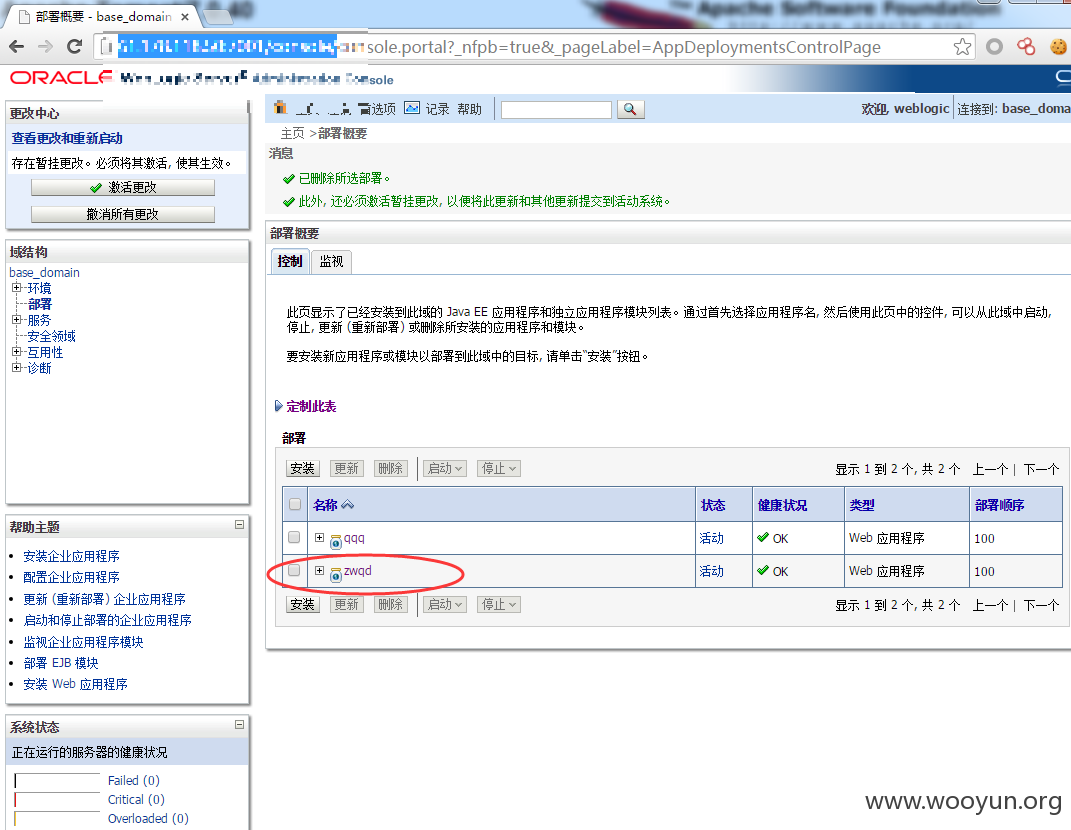 部署概要 - base_domain
Apache Software Foundation
sole.portal?_nfpb=true&_pageLabel=AppDeploymentsControlPage
ORACLE
Console
更改中心
查看更改和重新启动
存在暂挂更改。必须将其激活, 使其生效。
激活更改
撤消所有更改
域结构
base_domain
环境
部署
服务
安全领域
互用性
诊断
帮助主题
安装企业应用程序
配置企业应用程序
更新 (重新部署) 企业应用程序
启动和停止部署的企业应用程序
监视企业应用程序模块
部署 EJB 模块
安装 Web 应用程序
系统状态
正在运行的服务器的健康状况
Failed (0)
Critical (0)
Overloaded (0)
选项 记录 帮助
欢迎, weblogic 连接到: base_doma
主页 >部署概要
消息
已删除所选部署。
此外, 还必须激活暂挂更改, 以便将此更新和其他更新提交到活动系统。
部署概要
控制 监视
此页显示了已经安装到此域的 Java EE 应用程序和独立应用程序模块列表。通过首先选择应用程序名, 然后使用此页中的控件, 可以从此域中启动,
停止, 更新 (重新部署) 或删除所安装的应用程序和模块。
要安装新应用程序或模块以部署到此域中的目标, 请单击“安装”按钮。
定制此表
部署
安装 更新 删除 启动 停止 显示 1 到 2 个, 共 2 个 上一个 | 下一个
名称 状态 健康状况 类型 部署顺序
qqq 活动 OK Web 应用程序 100
zwqd 活动 OK Web 应用程序 100
安装 更新 删除 启动 停止 显示 1 到 2 个, 共 2 个 上一个 | 下一个
www.wooyun.org